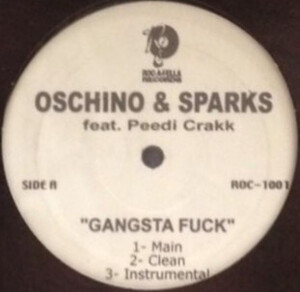 ROC-A-FELLA
RECORDS
OSCHINO & SPARKS
feat. Peedi Crakk
SIDE A
ROC-1001
"GANGSTA FUCK"
1- Main
2- Clean
3- Instrumental